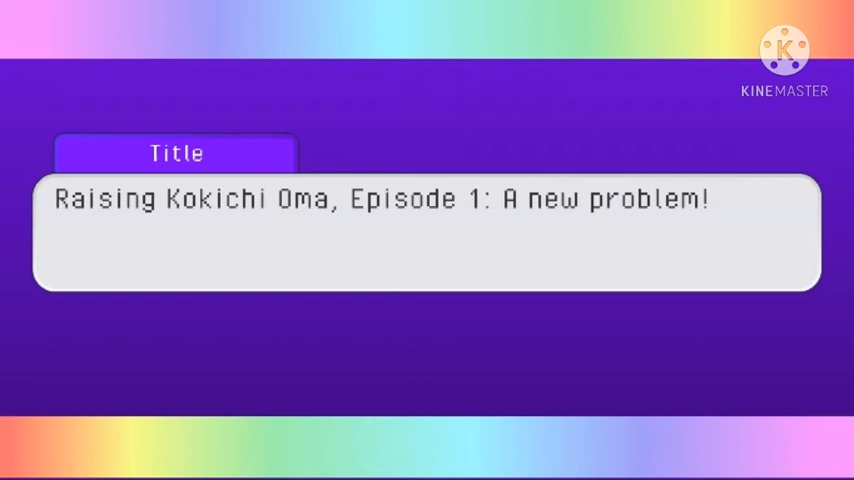 KINEMASTER
Title
Raising Kokichi Oma, Episode 1: A new problem!